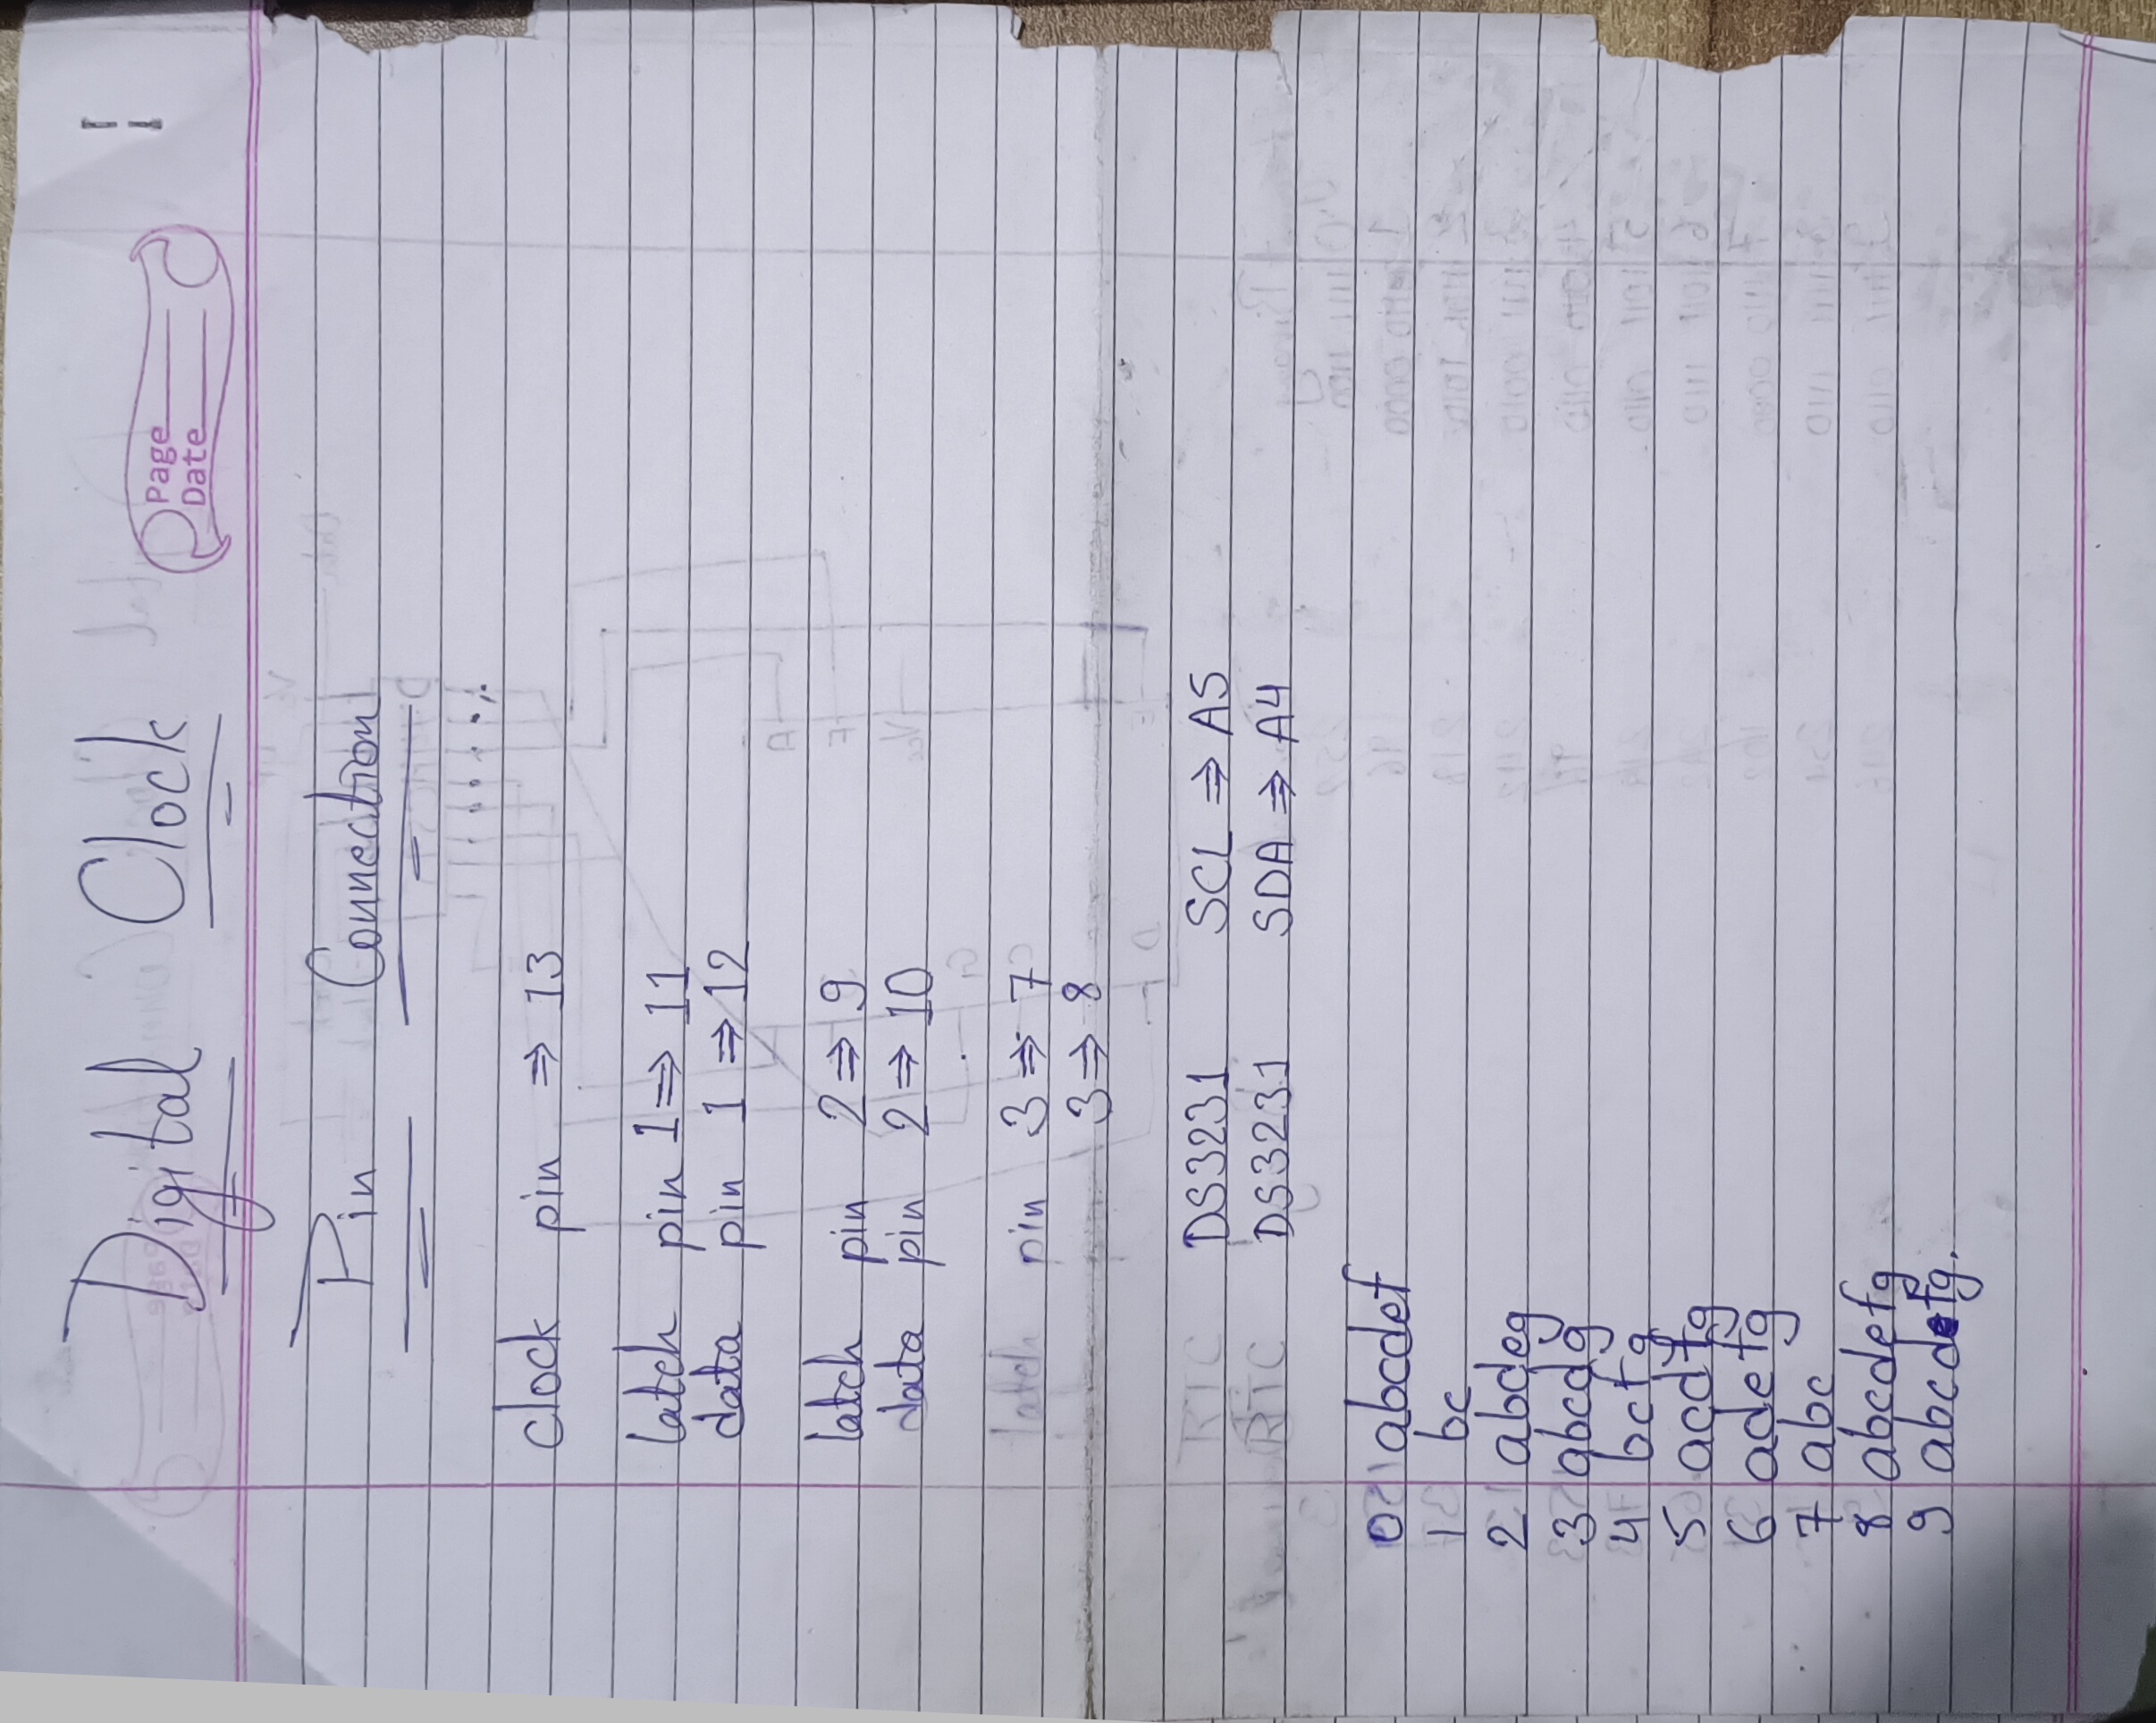 Digital Clock
Page
Date
Pin Connection
clock pin ⇒ 13
latch pin 1 ⇒ 11
data pin 1 ⇒ 12
latch pin 2 ⇒ 9
data pin 2 ⇒ 10
latch pin 3 ⇒ 7
3 ⇒ 8
RTC DS3231 SCL ⇒ A5
RTC DS3231 SDA ⇒ A4
0 abcdef
1 bc
2 abdeg
3 abcdg
4 bcfg
5 acdfg
6 adefg
7 abc
8 abcdefg
9 abcdefg.